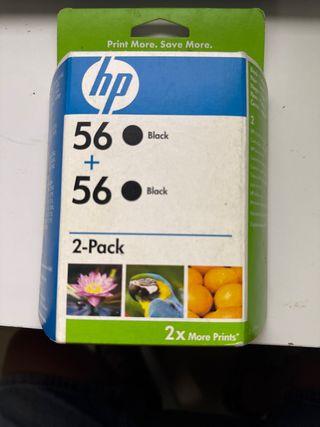 Print More. Save More.
hp
56 Black
+
56 Black
2-Pack
2x More Prints*